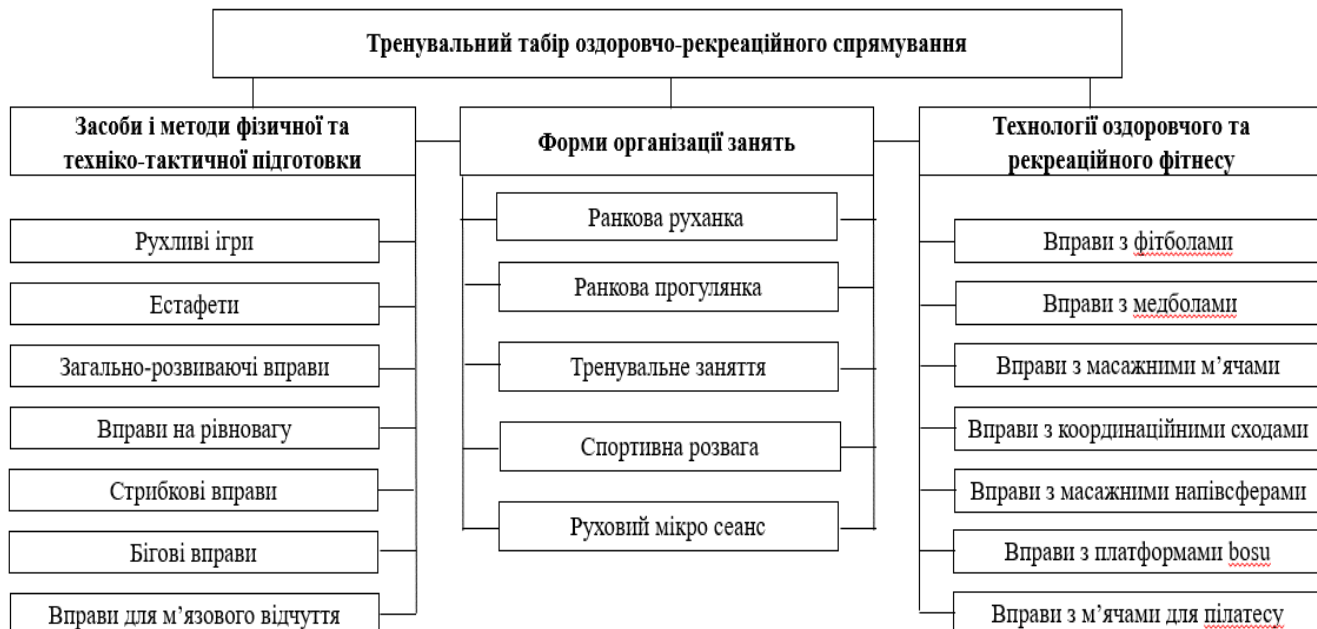 Тренувальний табір оздоровчо-рекреаційного спрямування
Засоби і методи фізичної та
техніко-тактичної підготовки
Рухливі ігри
Естафети
Загально-розвиваючі вправи
Вправи на рівновагу
Стрибкові вправи
Бігові вправи
Вправи для м’язового відчуття
Форми організації занять
Ранкова руханка
Ранкова прогулянка
Тренувальне заняття
Спортивна розвага
Руховий мікро сеанс
Технології оздоровчого та
рекреаційного фітнесу
Вправи з фітболами
Вправи з медболами
Вправи з масажними м’ячами
Вправи з координаційними сходами
Вправи з масажними напівсферами
Вправи з платформами bosu
Вправи з м’ячами для пілатесу